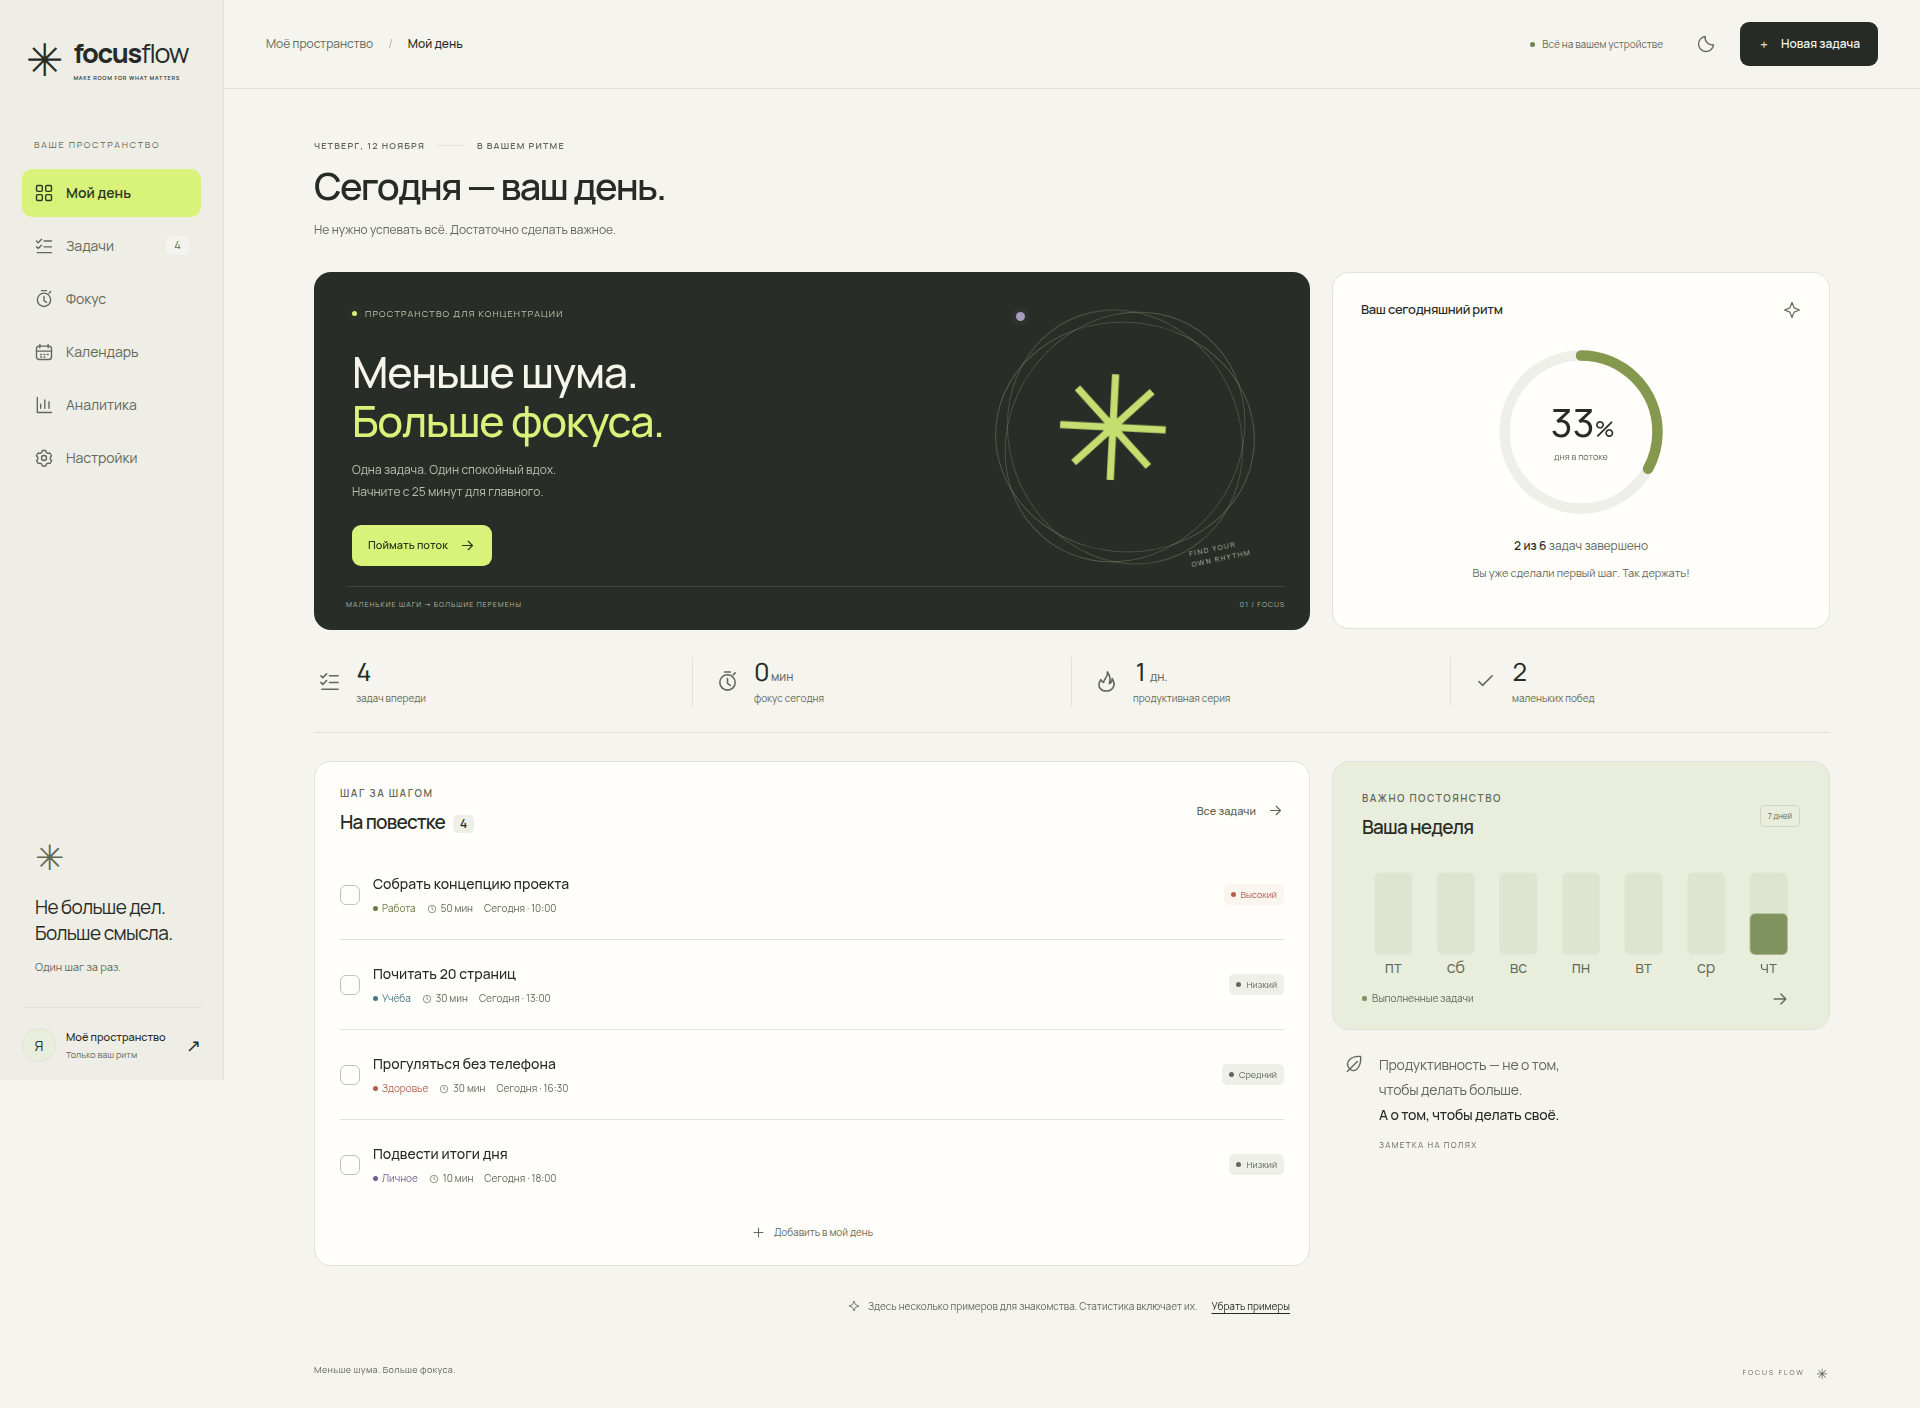 focusflow
MAKE ROOM FOR WHAT MATTERS
ВАШЕ ПРОСТРАНСТВО
Мой день
Задачи 4
Фокус
Календарь
Аналитика
Настройки
Не больше дел.
Больше смысла.
Один шаг за раз.
Я
Моё пространство
Только ваш ритм
↗
Моё пространство / Мой день
Всё на вашем устройстве
+ Новая задача
ЧЕТВЕРГ, 12 НОЯБРЯ — В ВАШЕМ РИТМЕ
Сегодня — ваш день.
Не нужно успевать всё. Достаточно сделать важное.
ПРОСТРАНСТВО ДЛЯ КОНЦЕНТРАЦИИ
Меньше шума.
Больше фокуса.
Одна задача. Один спокойный вдох.
Начните с 25 минут для главного.
Поймать поток →
FIND YOUR
OWN RHYTHM
МАЛЕНЬКИЕ ШАГИ → БОЛЬШИЕ ПЕРЕМЕНЫ
01 / FOCUS
Ваш сегодняшний ритм
33%
дня в потоке
2 из 6 задач завершено
Вы уже сделали первый шаг. Так держать!
4
задач впереди
0 мин
фокус сегодня
1 дн.
продуктивная серия
2
маленьких побед
ШАГ ЗА ШАГОМ
На повестке 4
Все задачи →
Собрать концепцию проекта
Работа 50 мин Сегодня · 10:00
Высокий
Почитать 20 страниц
Учёба 30 мин Сегодня · 13:00
Низкий
Прогуляться без телефона
Здоровье 30 мин Сегодня · 16:30
Средний
Подвести итоги дня
Личное 10 мин Сегодня · 18:00
Низкий
+ Добавить в мой день
ВАЖНО ПОСТОЯНСТВО
Ваша неделя
7 дней
пт сб вс пн вт ср чт
Выполненные задачи →
Продуктивность — не о том,
чтобы делать больше.
А о том, чтобы делать своё.
ЗАМЕТКА НА ПОЛЯХ
Здесь несколько примеров для знакомства. Статистика включает их. Убрать примеры
Меньше шума. Больше фокуса.
FOCUS FLOW